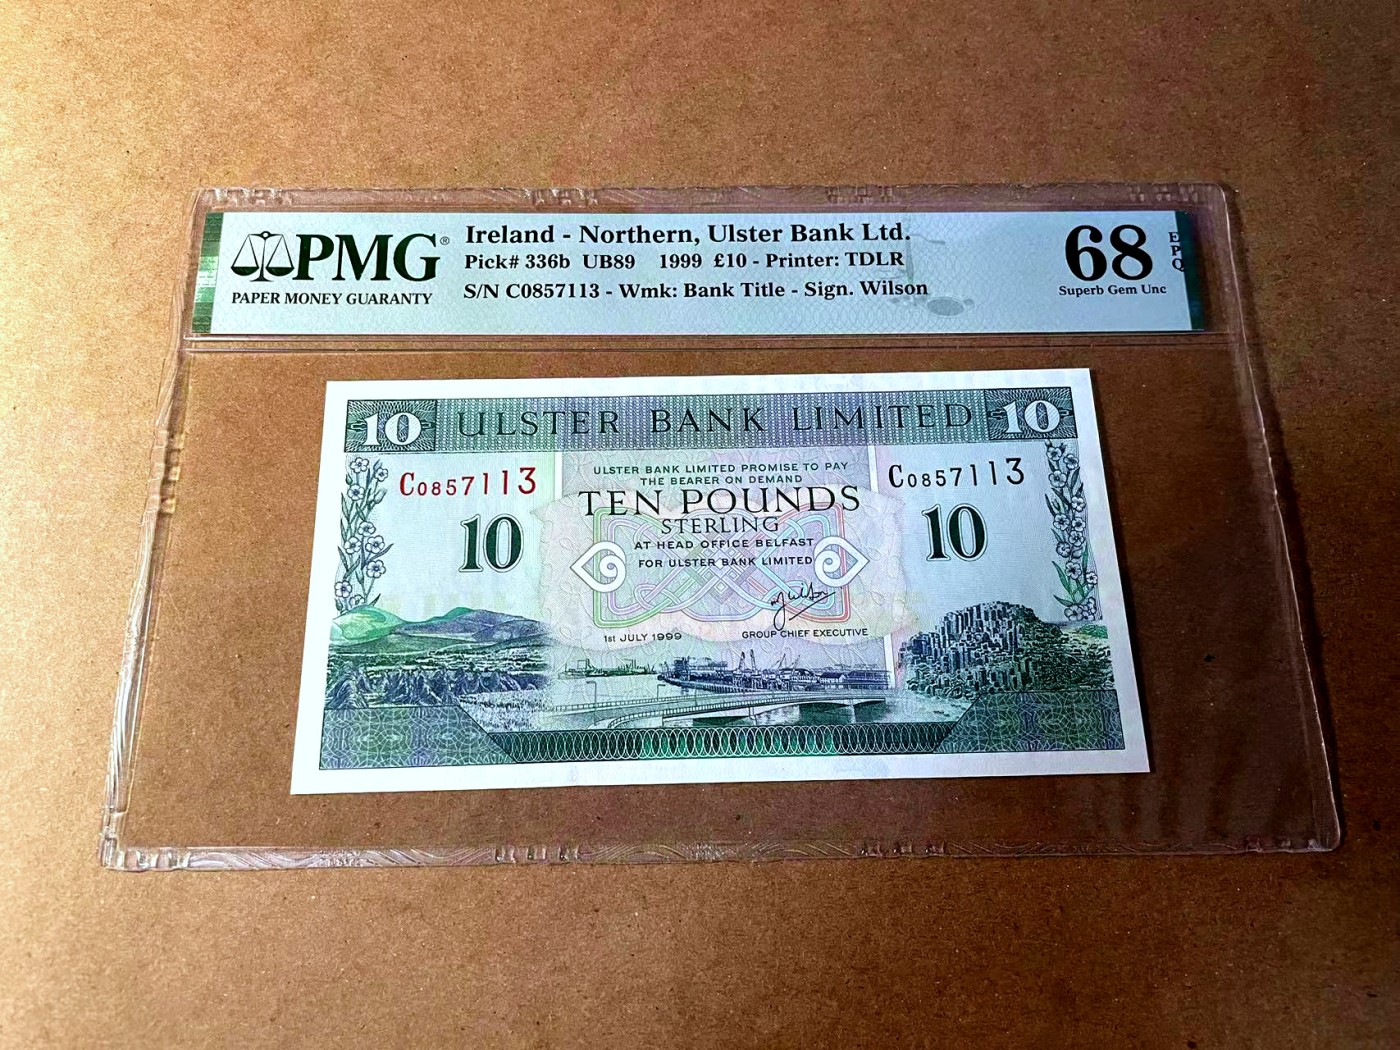 PMG®
PAPER MONEY GUARANTY
Ireland - Northern, Ulster Bank Ltd.
Pick# 336b UB89 1999 £10 - Printer: TDLR
S/N C0857113 - Wmk: Bank Title - Sign. Wilson
68
EPQ
Superb Gem Unc
10 ULSTER BANK LIMITED 10
C0857113
C0857113
ULSTER BANK LIMITED PROMISE TO PAY
THE BEARER ON DEMAND
TEN POUNDS
STERLING
10
10
AT HEAD OFFICE BELFAST
FOR ULSTER BANK LIMITED
MJ Wilson
1st JULY 1999
GROUP CHIEF EXECUTIVE